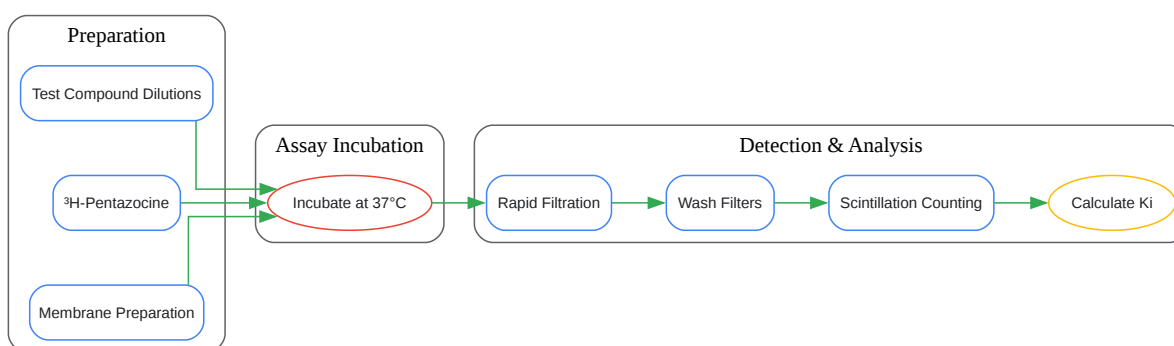 Preparation
Test Compound Dilutions
³H-Pentazocine
Membrane Preparation
Assay Incubation
Incubate at 37°C
Detection & Analysis
Rapid Filtration
Wash Filters
Scintillation Counting
Calculate Ki